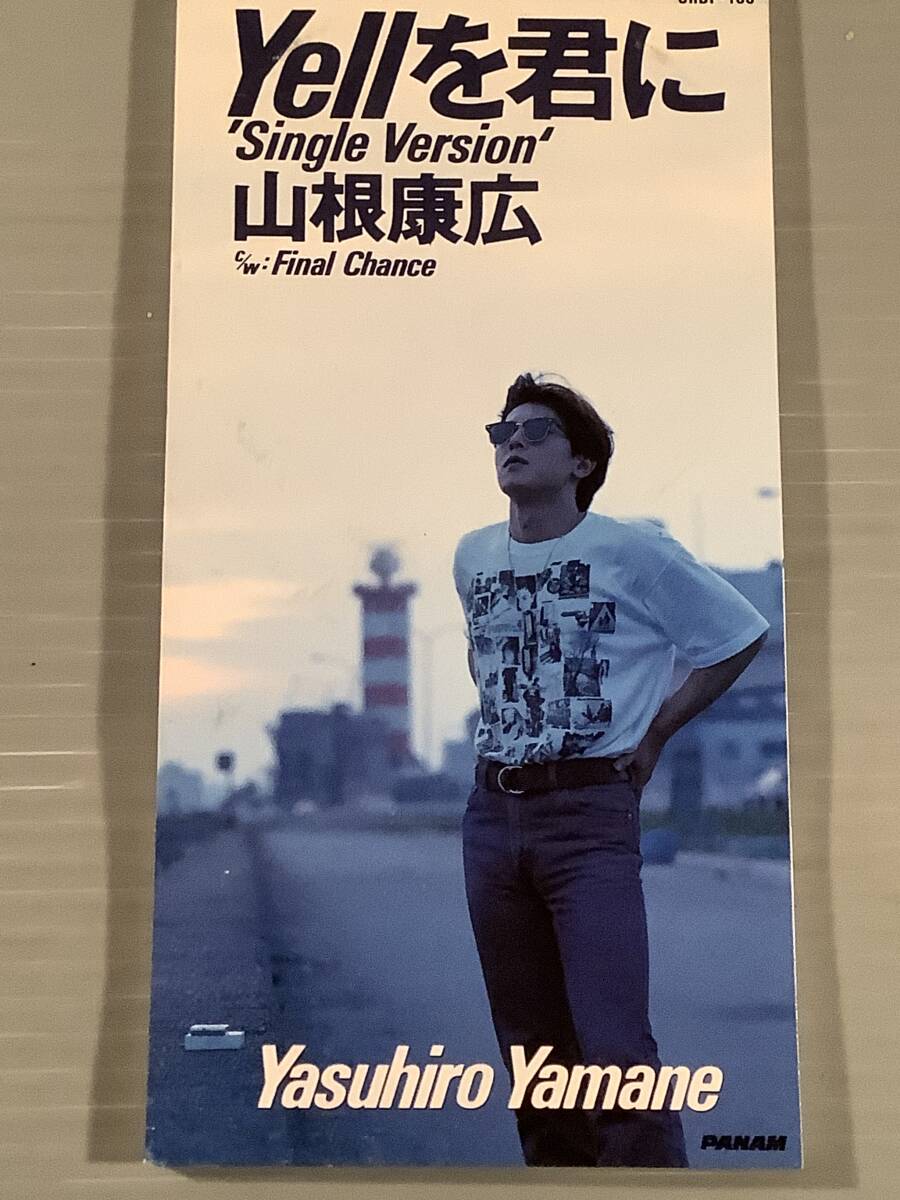 Yellを君に
'Single Version'
山根康広
c/w: Final Chance
Yasuhiro Yamane
PANAM